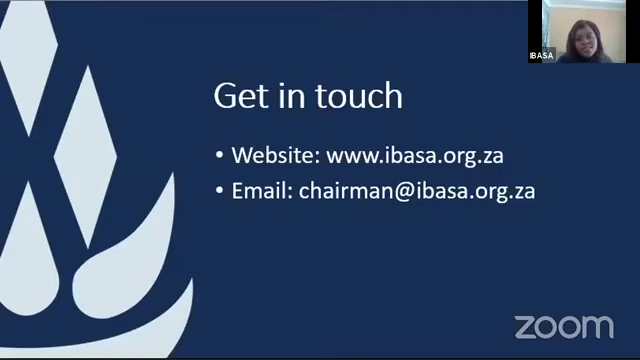 IBASA
Get in touch
• Website: www.ibasa.org.za
• Email: chairman@ibasa.org.za
zoom